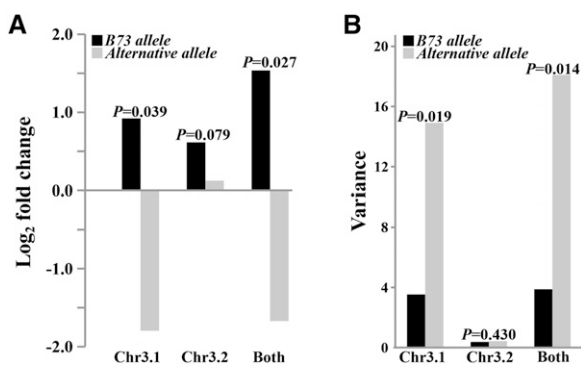 A
B73 allele
Alternative allele
2.0
1.0
0.0
-1.0
-2.0
Log2 fold change
P=0.039
P=0.079
P=0.027
Chr3.1 Chr3.2 Both
B
B73 allele
Alternative allele
20
16
12
8
4
0
Variance
P=0.019
P=0.430
P=0.014
Chr3.1 Chr3.2 Both